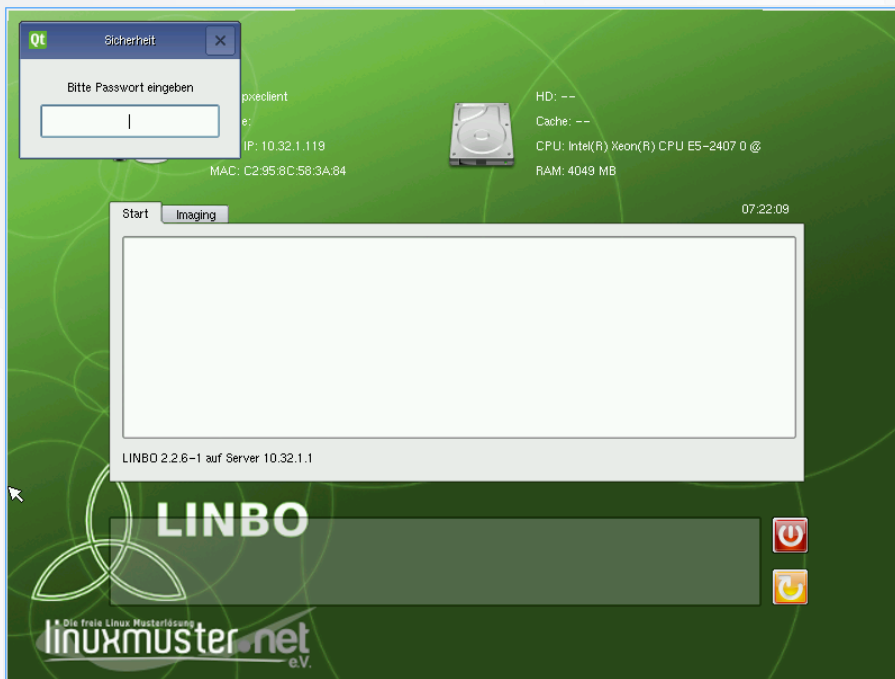 Sicherheit
Bitte Passwort eingeben
pxeclient
e:
IP: 10.32.1.119
MAC: C2:95:8C:58:3A:84
HD: --
Cache: --
CPU: Intel(R) Xeon(R) CPU E5-2407 0 @
RAM: 4049 MB
Start
Imaging
07:22:09
LINBO 2.2.6-1 auf Server 10.32.1.1
LINBO
Die freie Linux Musterlösung
linuxmuster.net
e.V.
Qt